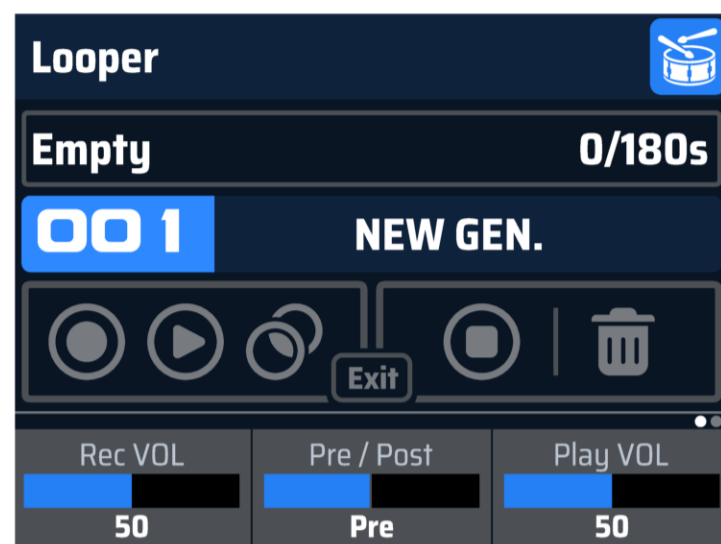 Looper
Empty 0/180s
001 NEW GEN.
Exit
Rec VOL Pre / Post Play VOL
50 Pre 50